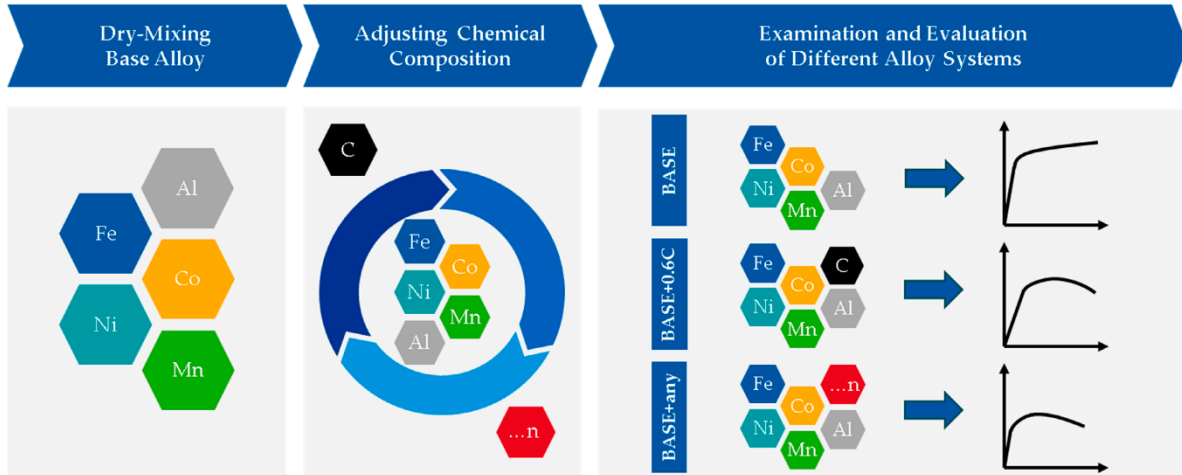 Dry-Mixing
Base Alloy
Adjusting Chemical
Composition
Examination and Evaluation
of Different Alloy Systems
Al
Fe
Co
Ni
Mn
C
Fe
Co
Ni
Mn
Al
...n
BASE
Fe
Co
Ni
Al
Mn
BASE+0.6C
Fe
C
Co
Ni
Al
Mn
BASE+any
Fe
...n
Co
Ni
Al
Mn